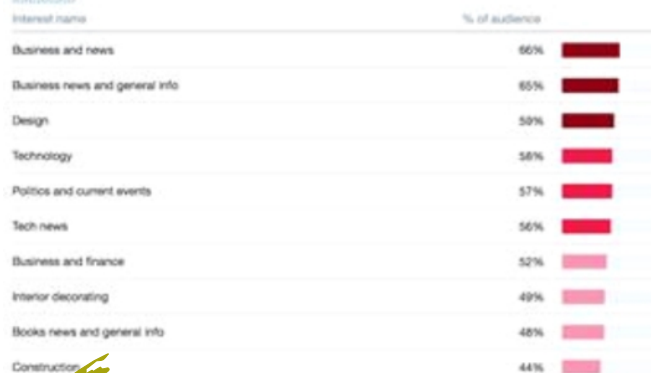 Interest name % of audience
Business and news 66%
Business news and general info 65%
Design 59%
Technology 58%
Politics and current events 57%
Tech news 56%
Business and finance 52%
Interior decorating 49%
Books news and general info 48%
Construction 44%